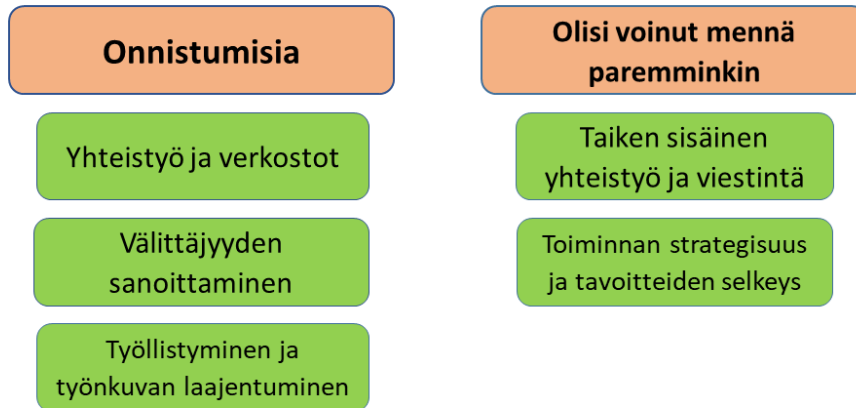 Onnistumisia
Yhteistyö ja verkostot
Välittäjyyden
sanoittaminen
Työllistyminen ja
työnkuvan laajentuminen
Olisi voinut mennä
paremminkin
Taiken sisäinen
yhteistyö ja viestintä
Toiminnan strategisuus
ja tavoitteiden selkeys